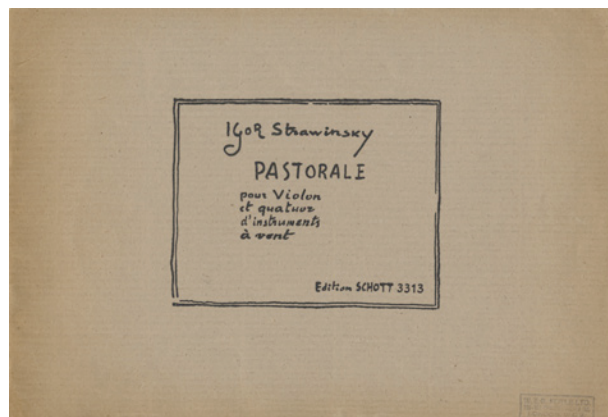 IGOR Strawinsky
PASTORALE
pour Violon
et quatuor
d'instruments
à vent
Edition SCHOTT 3313